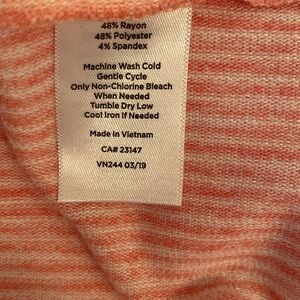 48% Rayon
48% Polyester
4% Spandex
Machine Wash Cold
Gentle Cycle
Only Non-Chlorine Bleach
When Needed
Tumble Dry Low
Cool Iron If Needed
Made in Vietnam
CA# 23147
VN244 03/19